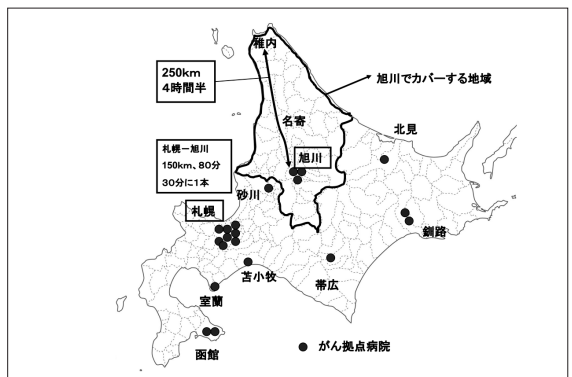 稚内
250km
4時間半
旭川でカバーする地域
名寄
北見
札幌ー旭川
150km、80分
30分に1本
旭川
砂川
札幌
釧路
苫小牧
帯広
室蘭
函館
がん拠点病院